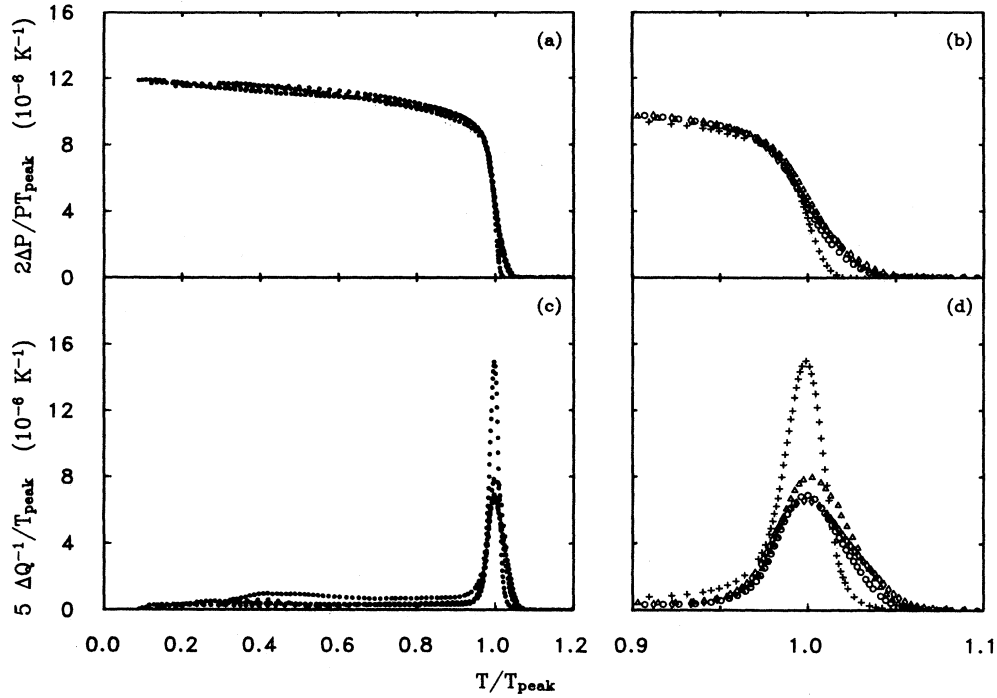 16
12
8
4
0
2ΔP/PT_peak (10⁻⁶ K⁻¹)
(a)
(b)
16
12
8
4
0
5 ΔQ⁻¹/T_peak (10⁻⁶ K⁻¹)
(c)
(d)
0.0 0.2 0.4 0.6 0.8 1.0 1.2
0.9 1.0 1.1
T/T_peak